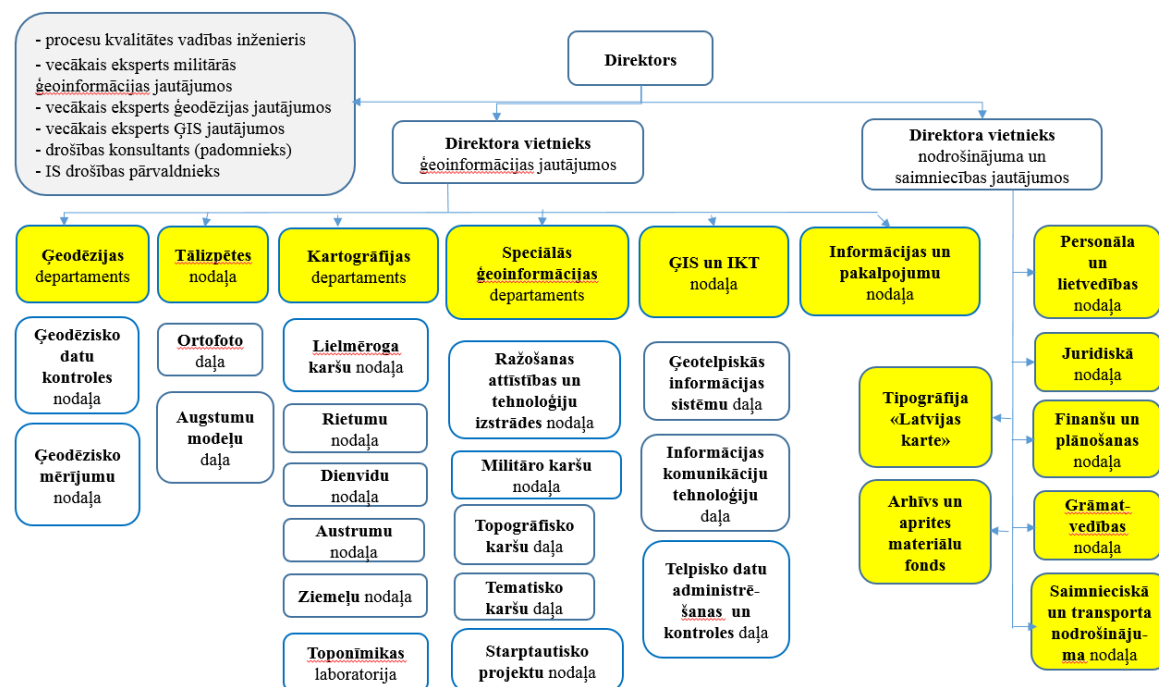 - procesu kvalitātes vadības inženieris
- vecākais eksperts militārās
ģeoinformācijas jautājumos
- vecākais eksperts ģeodēzijas jautājumos
- vecākais eksperts ĢIS jautājumos
- drošības konsultants (padomnieks)
- IS drošības pārvaldnieks
Direktors
Direktora vietnieks
ģeoinformācijas jautājumos
Direktora vietnieks
nodrošinājuma un
saimniecības jautājumos
Ģeodēzijas
departaments
Tālizpētes
nodaļa
Kartogrāfijas
departaments
Speciālās
ģeoinformācijas
departaments
ĢIS un IKT
nodaļa
Informācijas un
pakalpojumu
nodaļa
Ģeodēzisko
datu
kontroles
nodaļa
Ģeodēzisko
mērījumu
nodaļa
Ortofoto
daļa
Augstumu
modeļu
daļa
Lielmēroga
karšu nodaļa
Rietumu
nodaļa
Dienvidu
nodaļa
Austrumu
nodaļa
Ziemeļu nodaļa
Toponīmikas
laboratorija
Ražošanas
attīstības un
tehnoloģiju
izstrādes nodaļa
Militāro karšu
nodaļa
Topogrāfisko
karšu daļa
Tematisko
karšu daļa
Starptautisko
projektu nodaļa
Ģeotelpiskās
informācijas
sistēmu daļa
Informācijas
komunikāciju
tehnoloģiju
daļa
Telpisko datu
administrē-
šanas un
kontroles daļa
Tipogrāfija
«Latvijas
karte»
Arhīvs un
aprites
materiālu
fonds
Personāla
un
lietvedības
nodaļa
Juridiskā
nodaļa
Finanšu un
plānošanas
nodaļa
Grāmat-
vedības
nodaļa
Saimnieciskā
un transporta
nodrošināju-
ma nodaļa